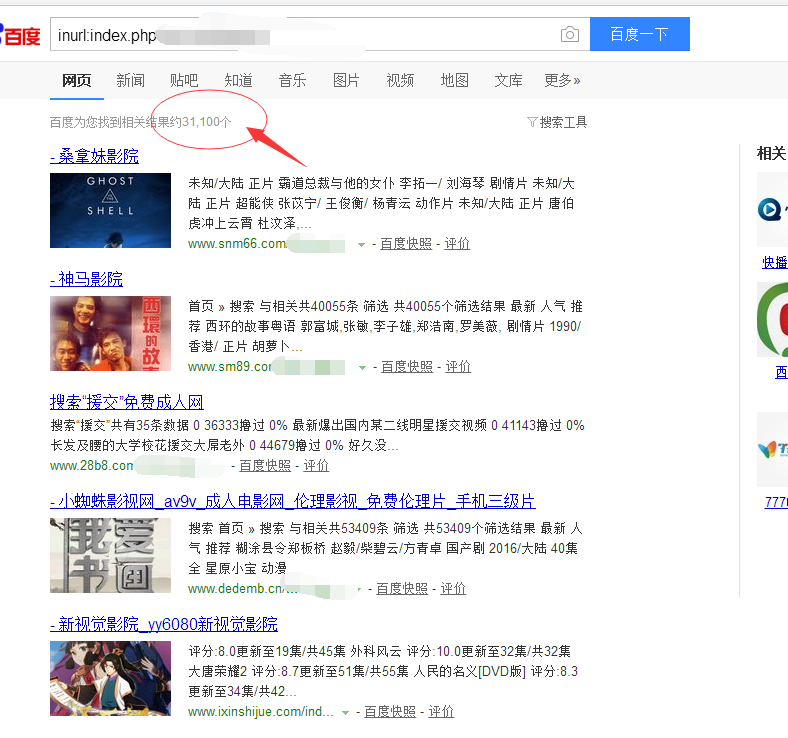 百度
inurl:index.php
百度一下
网页 新闻 贴吧 知道 音乐 图片 视频 地图 文库 更多»
百度为您找到相关结果约31,100个
搜索工具
- 桑拿妹影院
GHOST
SHELL
未知/大陆 正片 霸道总裁与他的女仆 李拓一/ 刘海琴 剧情片 未知/大
陆 正片 超能侠 张苡宁/ 王俊衡/ 杨青云 动作片 未知/大陆 正片 唐伯
虎冲上云霄 杜汶泽,...
www.snm66.com - 百度快照 - 评价
- 神马影院
西環的故事
首页 » 搜索 与相关共40055条 筛选 共40055个筛选结果 最新 人气 推
荐 西环的故事粤语 郭富城,张敏,李子雄,郑浩南,罗美薇, 剧情片 1990/
香港/ 正片 胡萝卜...
www.sm89.com - 百度快照 - 评价
搜索“援交”免费成人网
搜索“援交”共有35条数据 0 36333撸过 0% 最新爆出国内某二线明星援交视频 0 41143撸过 0%
长发及腰的大学校花援交大屌老外 0 44679撸过 0% 好久没...
www.28b8.com - 百度快照 - 评价
- 小蜘蛛影视网_av9v_成人电影网_伦理影视_免费伦理片_手机三级片
我爱
书画
搜索 首页 » 搜索 与相关共53409条 筛选 共53409个筛选结果 最新 人
气 推荐 糊涂县令郑板桥 赵毅/柴碧云/方青卓 国产剧 2016/大陆 40集
全 星原小宝 动漫
www.dedemb.cn/... - 百度快照 - 评价
- 新视觉影院_yy6080新视觉影院
评分:8.0更新至19集/共45集 外科风云 评分:10.0更新至32集/共32集
大唐荣耀2 评分:8.7更新至51集/共55集 人民的名义[DVD版] 评分:8.3
更新至34集/共42...
www.ixinshijue.com/ind... - 百度快照 - 评价
相关
快播
西
777